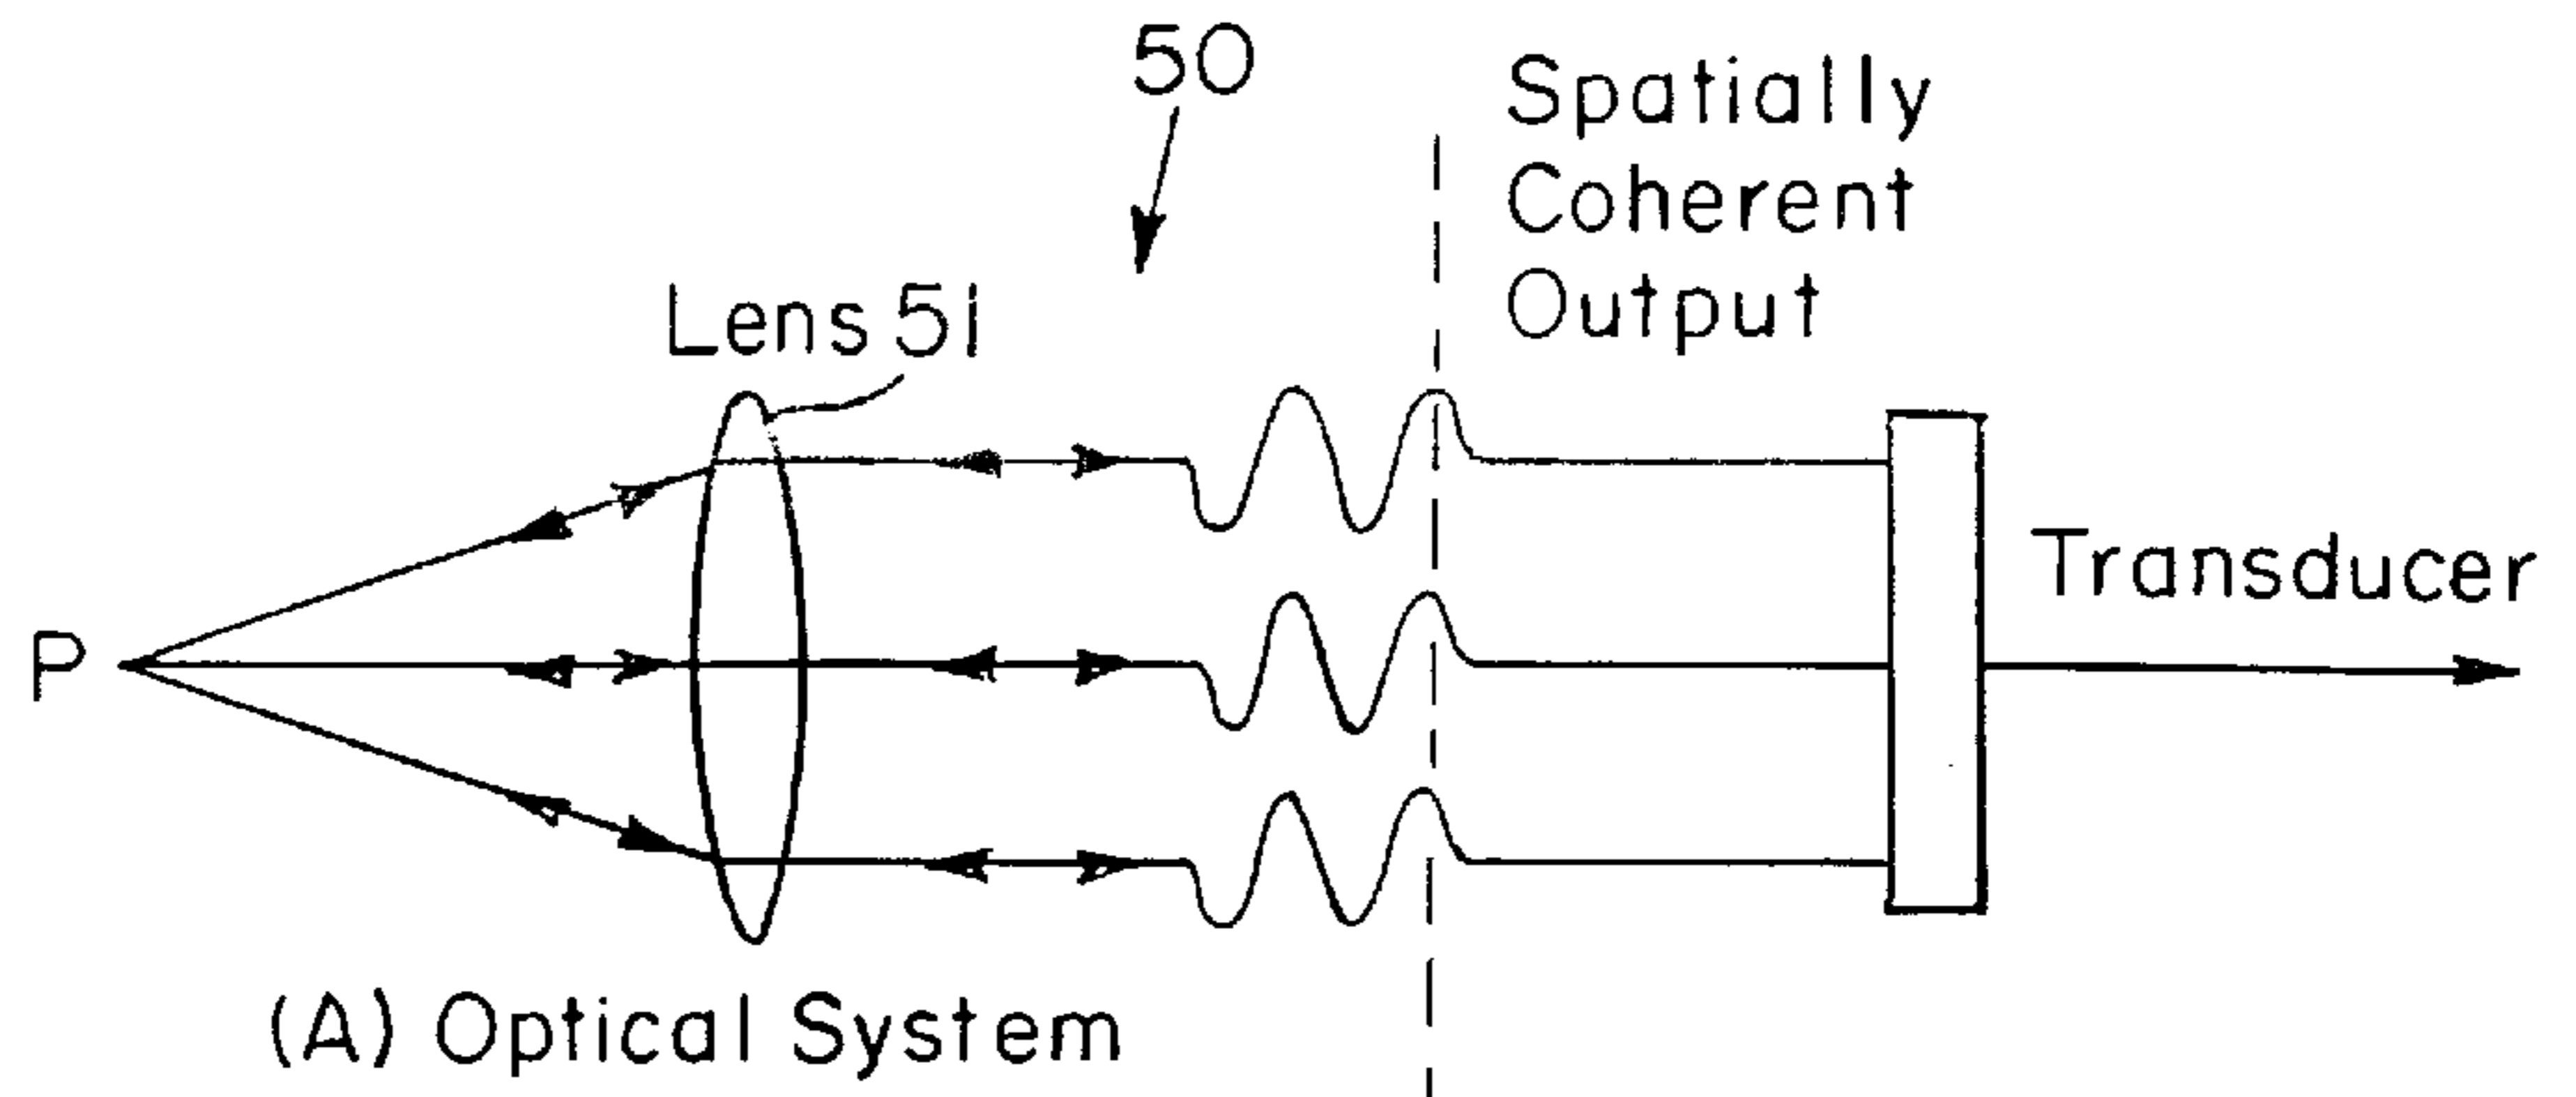 50
Spatially
Coherent
Output
Lens 51
Transducer
P
(A) Optical System